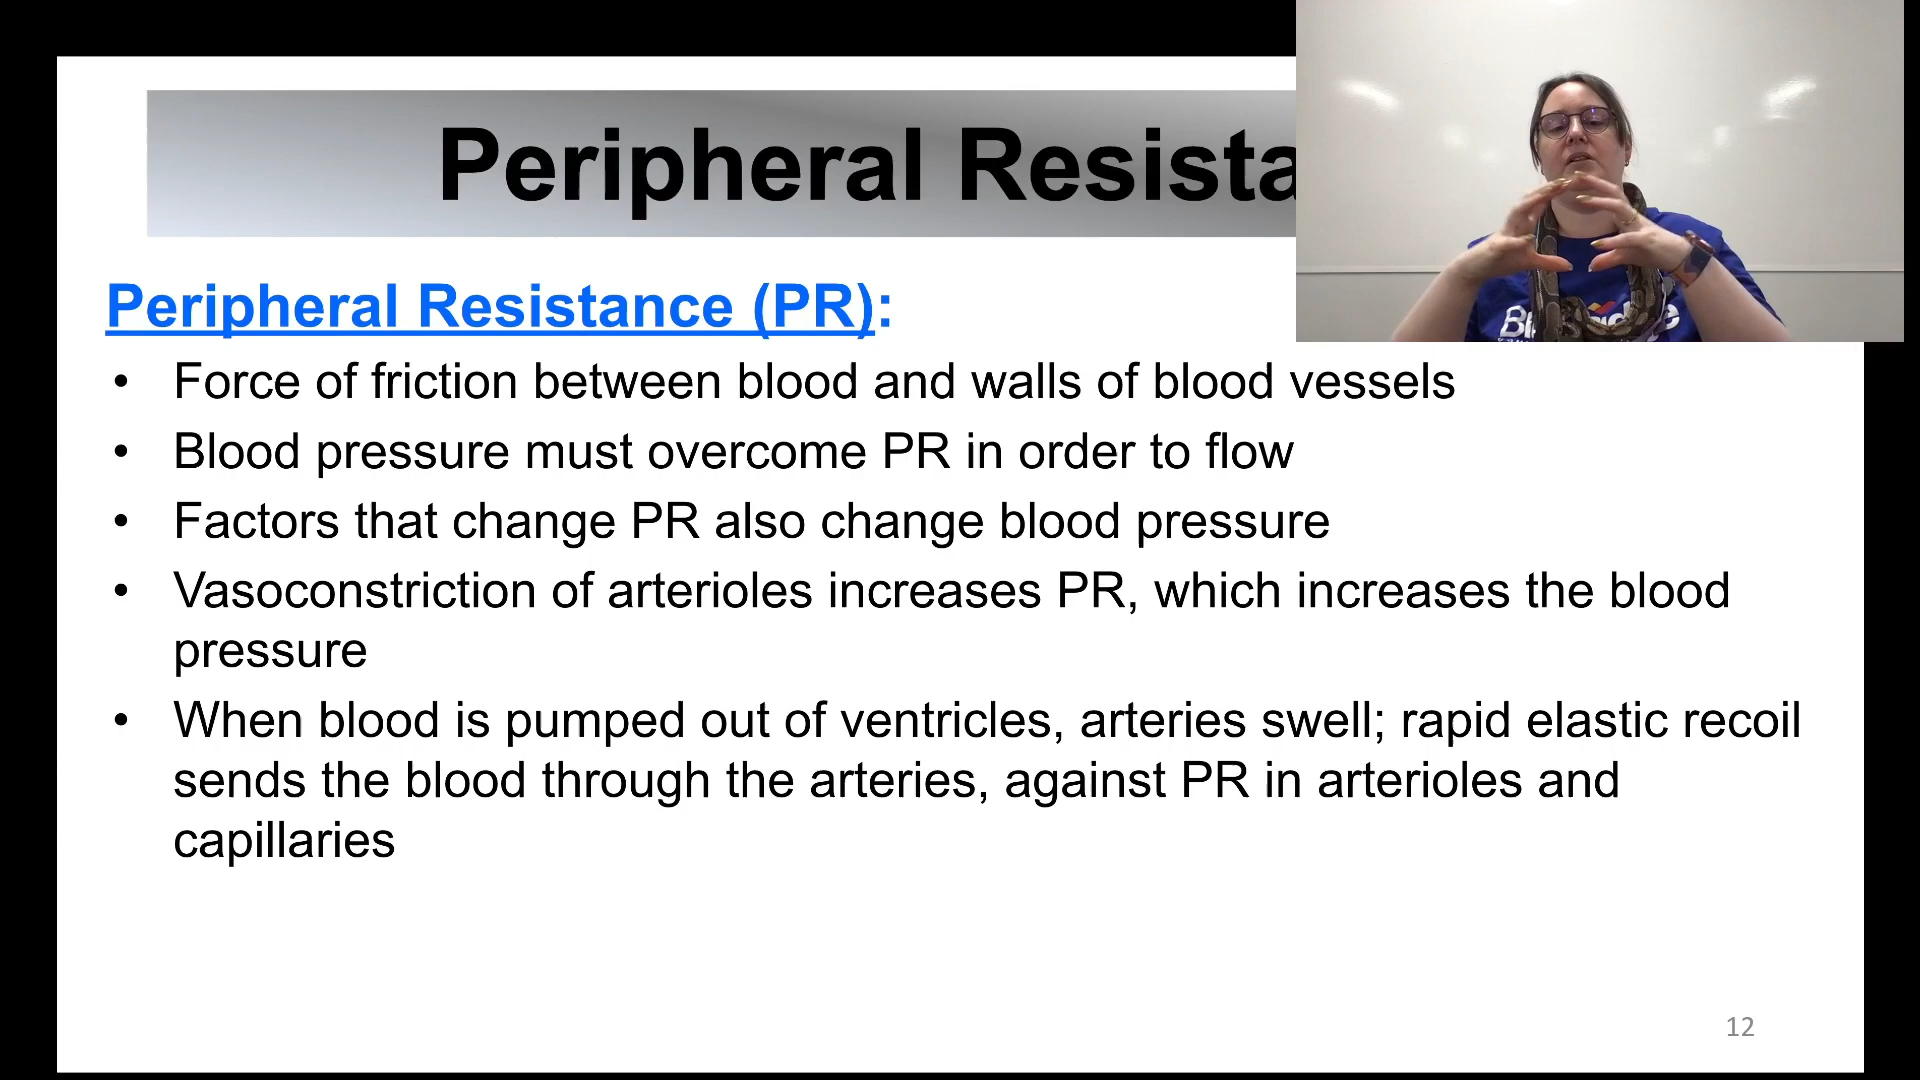 Peripheral Resista
Peripheral Resistance (PR):
• Force of friction between blood and walls of blood vessels
• Blood pressure must overcome PR in order to flow
• Factors that change PR also change blood pressure
• Vasoconstriction of arterioles increases PR, which increases the blood
pressure
• When blood is pumped out of ventricles, arteries swell; rapid elastic recoil
sends the blood through the arteries, against PR in arterioles and
capillaries
12